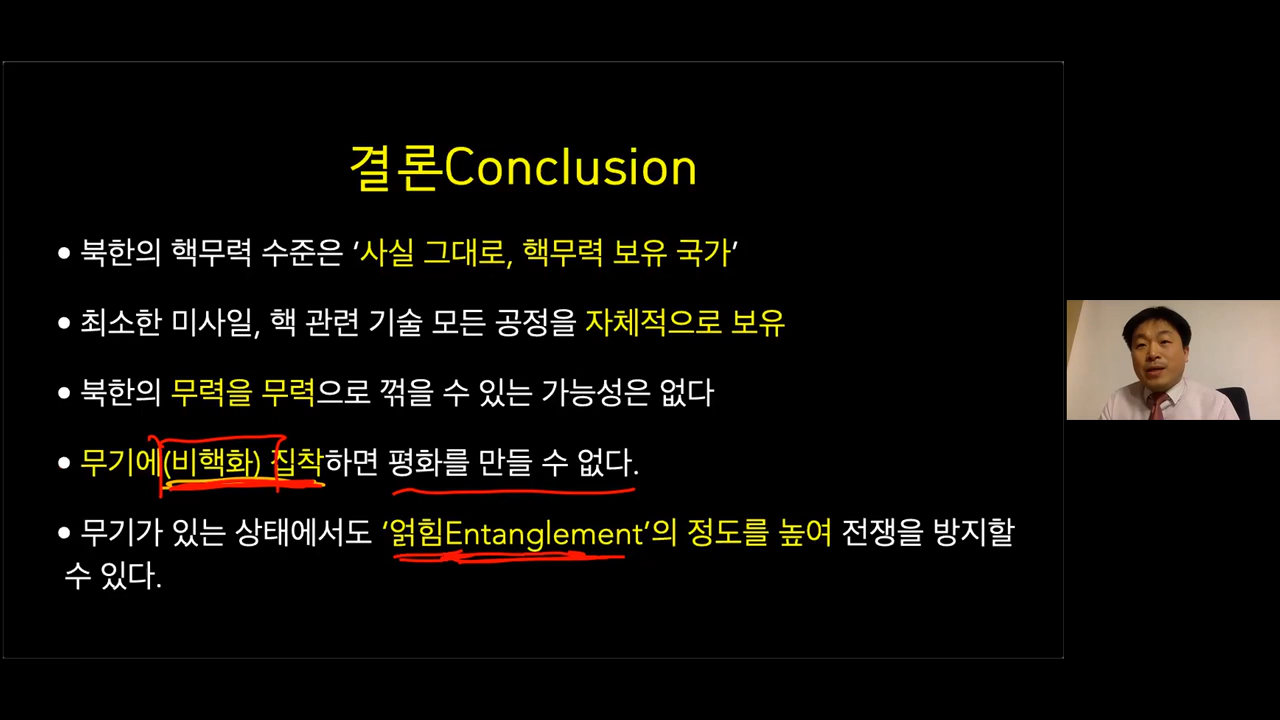 결론Conclusion
• 북한의 핵무력 수준은 ‘사실 그대로, 핵무력 보유 국가’
• 최소한 미사일, 핵 관련 기술 모든 공정을 자체적으로 보유
• 북한의 무력을 무력으로 꺾을 수 있는 가능성은 없다
• 무기에(비핵화) 집착하면 평화를 만들 수 없다.
• 무기가 있는 상태에서도 ‘얽힘Entanglement’의 정도를 높여 전쟁을 방지할
수 있다.